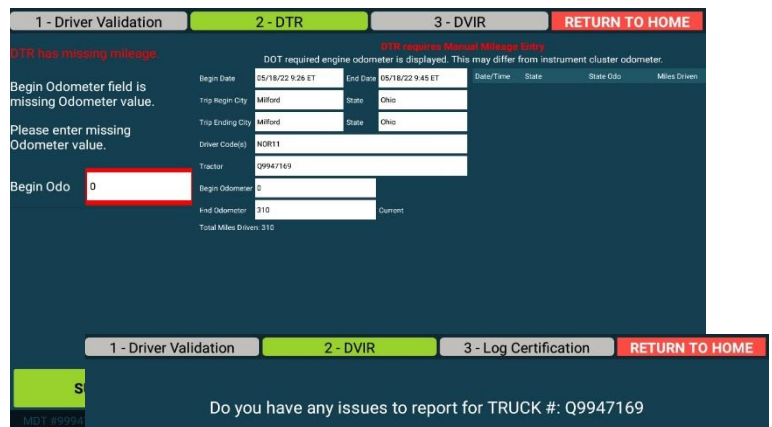 1 - Driver Validation 2 - DTR 3 - DVIR RETURN TO HOME
DTR has missing mileage.
DTR requires Manual Mileage Entry
DOT required engine odometer is displayed. This may differ from instrument cluster odometer.
Begin Odometer field is
missing Odometer value.
Please enter missing
Odometer value.
Begin Odo 0
Begin Date 05/18/22 9:26 ET End Date 05/18/22 9:45 ET
Trip Begin City Milford State Ohio
Trip Ending City Milford State Ohio
Driver Code(s) NOR11
Tractor Q9947169
Begin Odometer 0
End Odometer 310 Current
Total Miles Driven: 310
Date/Time State State Odo Miles Driven
1 - Driver Validation 2 - DVIR 3 - Log Certification RETURN TO HOME
Do you have any issues to report for TRUCK #: Q9947169
MDT #9994